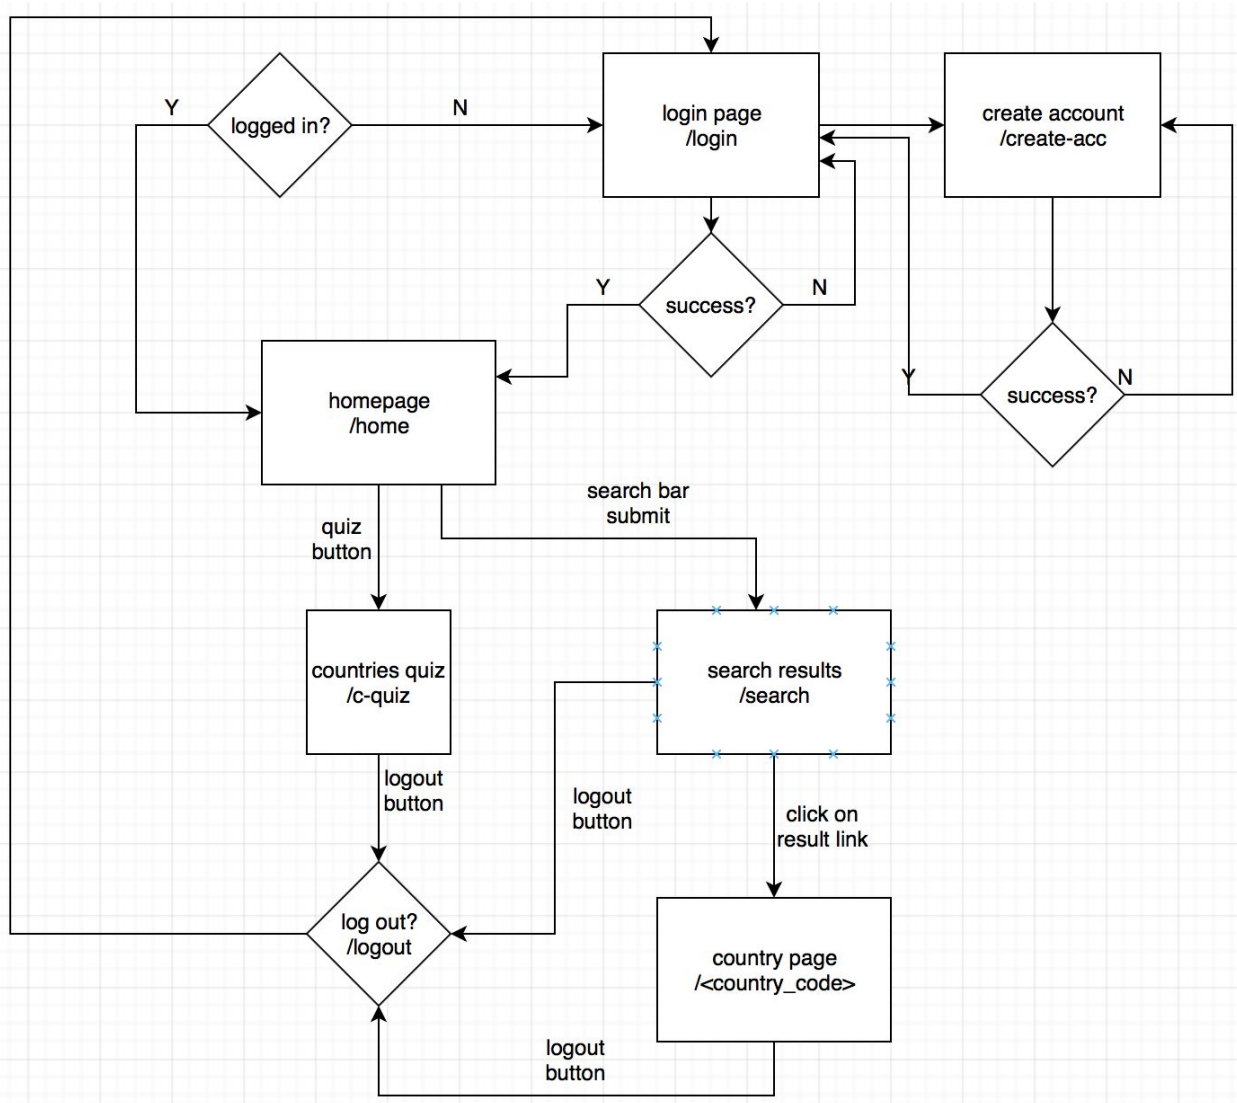 Y
logged in?
N
login page
/login
create account
/create-acc
Y
success?
N
Y
success?
N
homepage
/home
search bar
submit
quiz
button
countries quiz
/c-quiz
search results
/search
logout
button
logout
button
click on
result link
log out?
/logout
country page
/<country_code>
logout
button